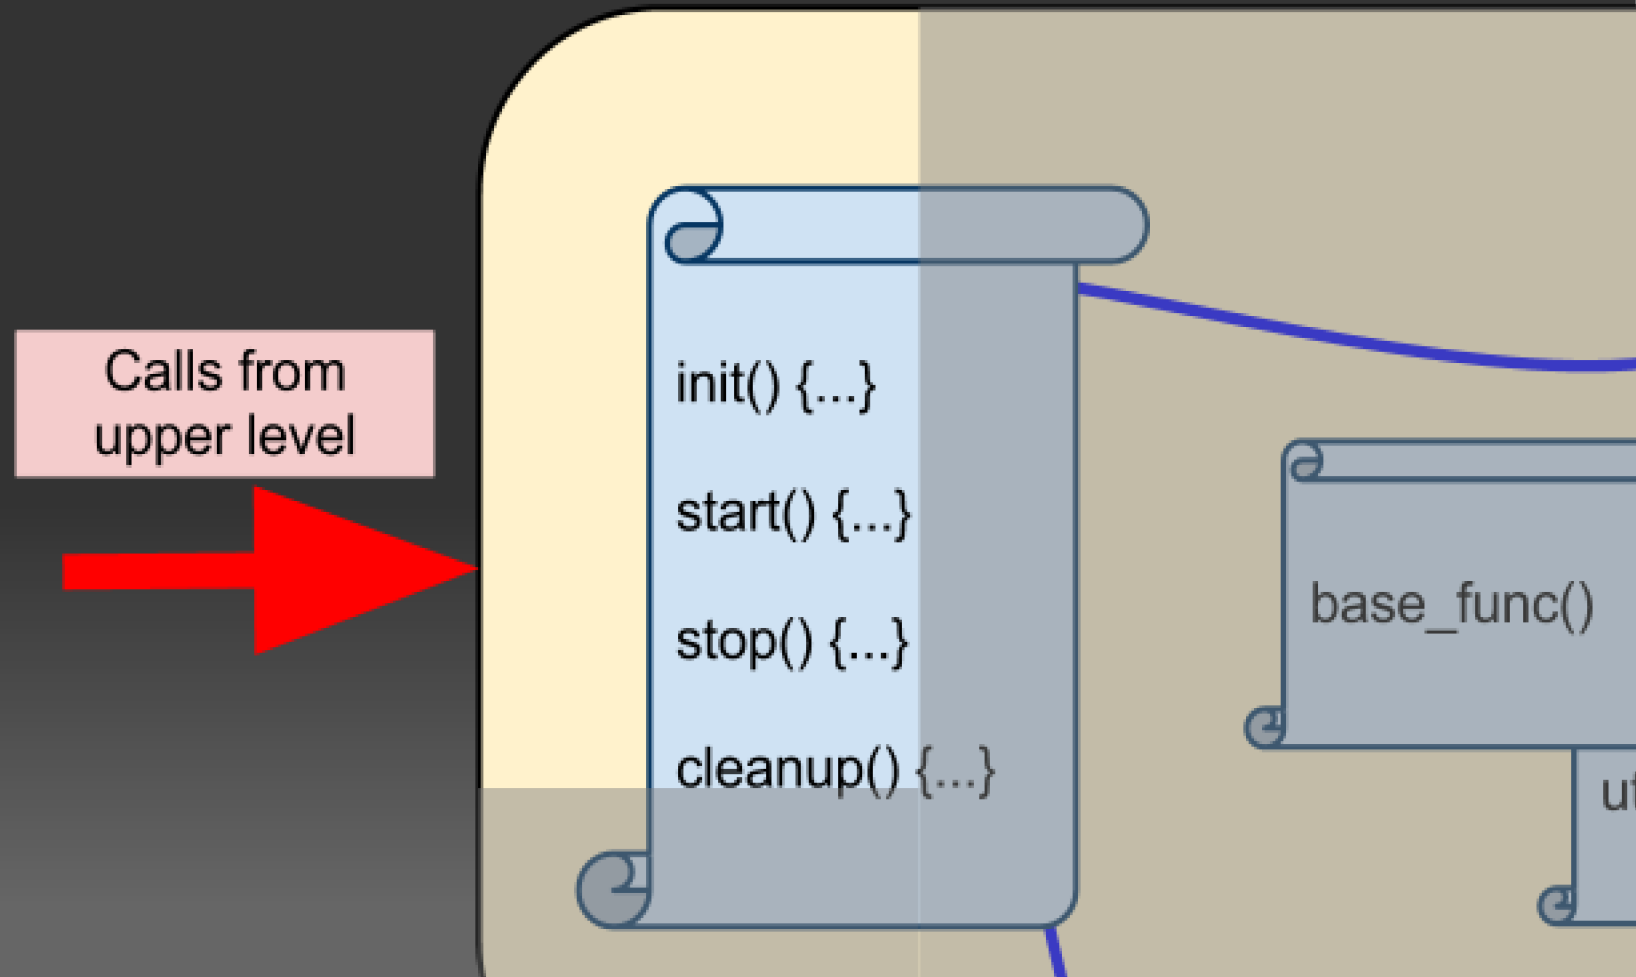 Calls from
upper level
init() {...}
start() {...}
stop() {...}
cleanup() {...}
base_func()